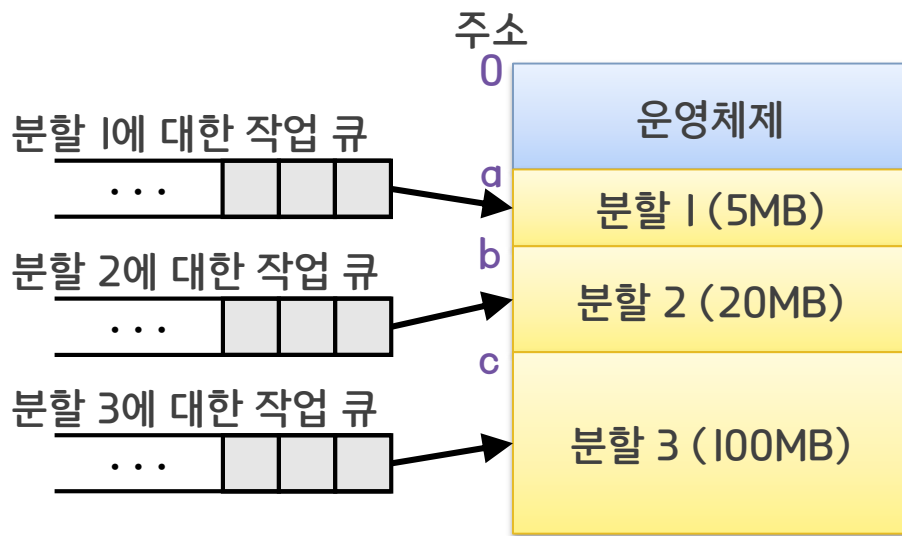 주소
0
운영체제
분할 1에 대한 작업 큐
...
a
분할 1 (5MB)
분할 2에 대한 작업 큐
...
b
분할 2 (20MB)
분할 3에 대한 작업 큐
...
c
분할 3 (100MB)